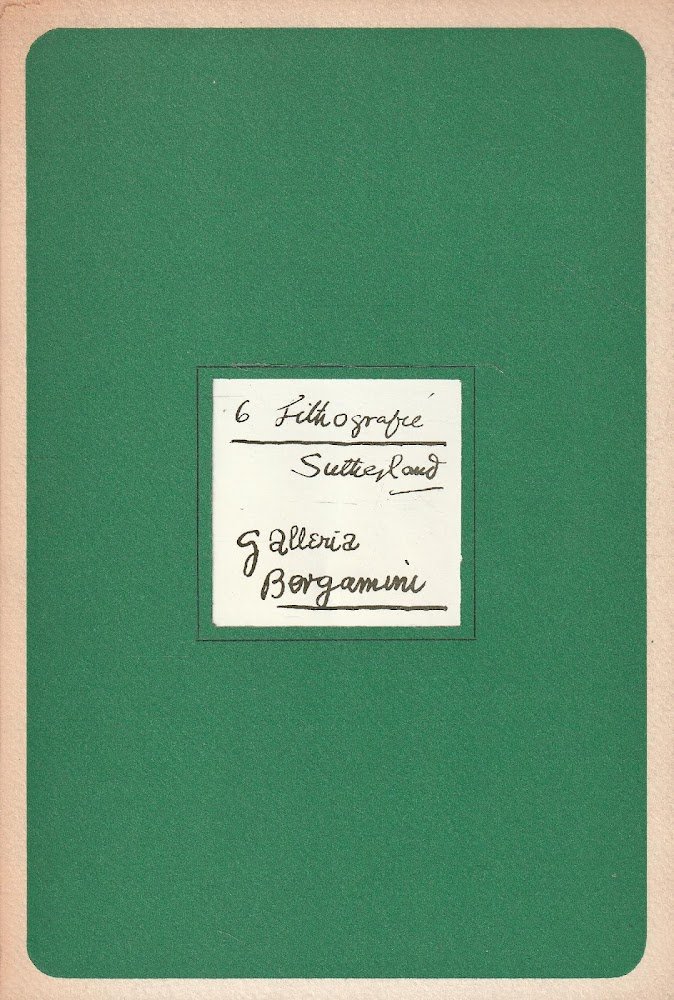 6 Lithografie
Sutherland
Galleria
Bergamini